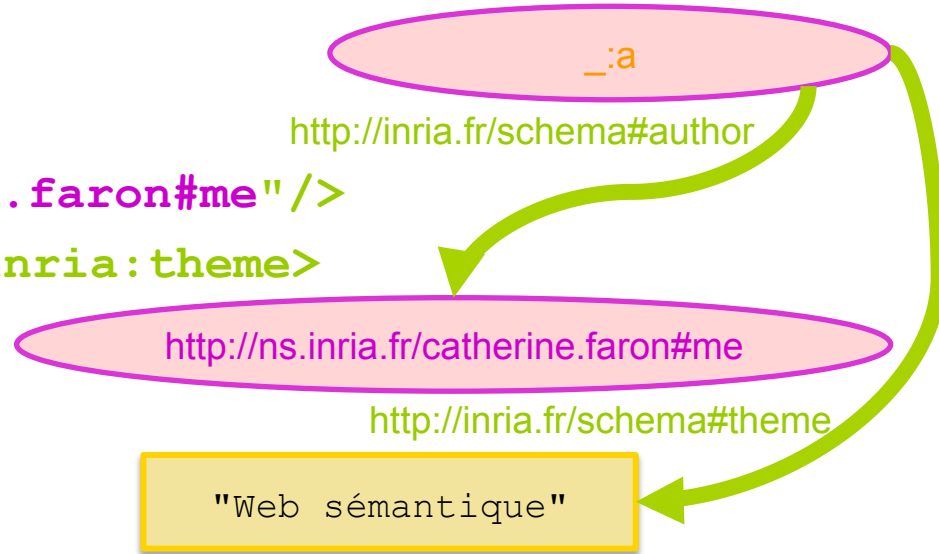 _:a
http://inria.fr/schema#author
.faron#me"/>
nria:theme>
http://ns.inria.fr/catherine.faron#me
http://inria.fr/schema#theme
"Web sémantique"